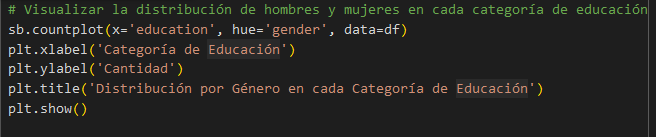 # Visualizar la distribución de hombres y mujeres en cada categoría de educación
sb.countplot(x='education', hue='gender', data=df)
plt.xlabel('Categoría de Educación')
plt.ylabel('Cantidad')
plt.title('Distribución por Género en cada Categoría de Educación')
plt.show()